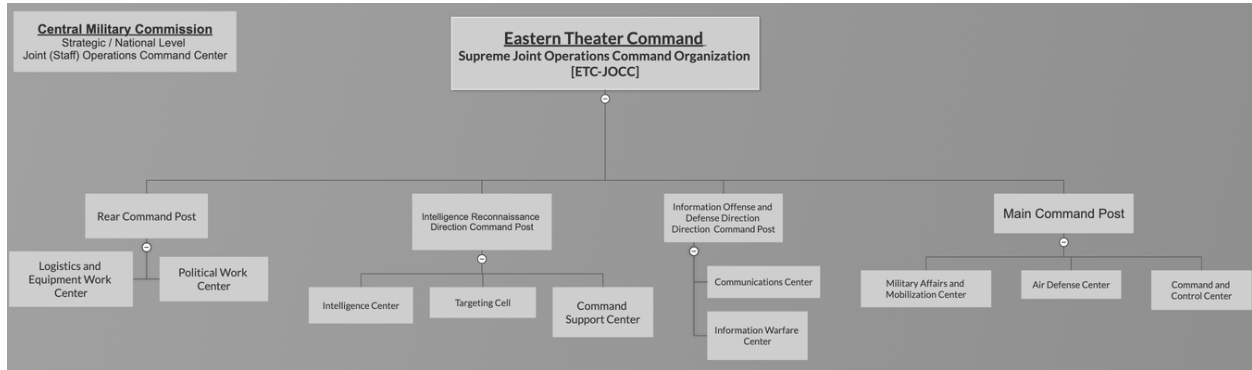 Central Military Commission
Strategic / National Level
Joint (Staff) Operations Command Center
Eastern Theater Command
Supreme Joint Operations Command Organization
[ETC-JOCC]
Rear Command Post
Logistics and
Equipment Work
Center
Political Work
Center
Intelligence Reconnaissance
Direction Command Post
Intelligence Center
Targeting Cell
Command
Support Center
Information Offense and
Defense Direction
Direction Command Post
Communications Center
Information Warfare
Center
Main Command Post
Military Affairs and
Mobilization Center
Air Defense Center
Command and
Control Center